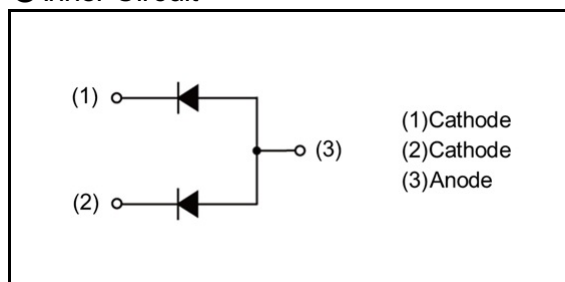 Inner Circuit
(1)
(1)Cathode
(2)Cathode
(3)
(3)Anode
(2)